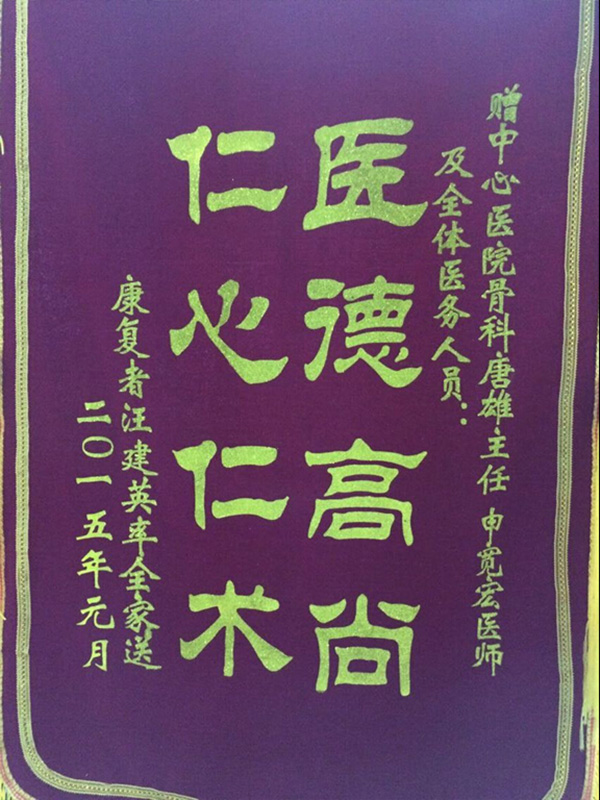 赠中心医院骨科唐雄主任 申宽宏医师
及全体医务人员：
医德高尚
仁心仁术
康复者汪建英率全家送
二〇一五年元月